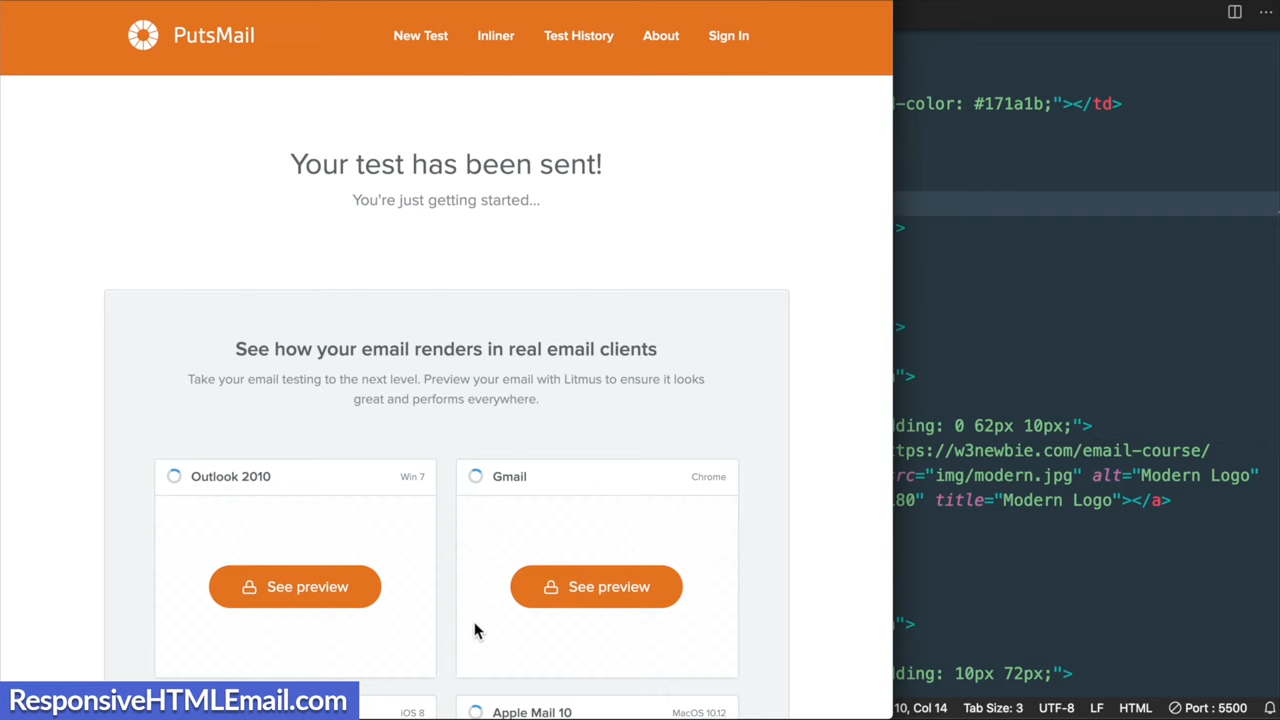 PutsMail
New Test Inliner Test History About Sign In
Your test has been sent!
You're just getting started...
See how your email renders in real email clients
Take your email testing to the next level. Preview your email with Litmus to ensure it looks
great and performs everywhere.
Outlook 2010 Win 7
Gmail Chrome
See preview
See preview
iOS 8
Apple Mail 10 MacOS 10.12
ResponsiveHTMLEmail.com
d-color: #171a1b;"></td>
>
>
">
ding: 0 62px 10px;">
ttps://w3newbie.com/email-course/
rc="img/modern.jpg" alt="Modern Logo"
180" title="Modern Logo"></a>
">
dding: 10px 72px;">
10, Col 14 Tab Size: 3 UTF-8 LF HTML Port : 5500